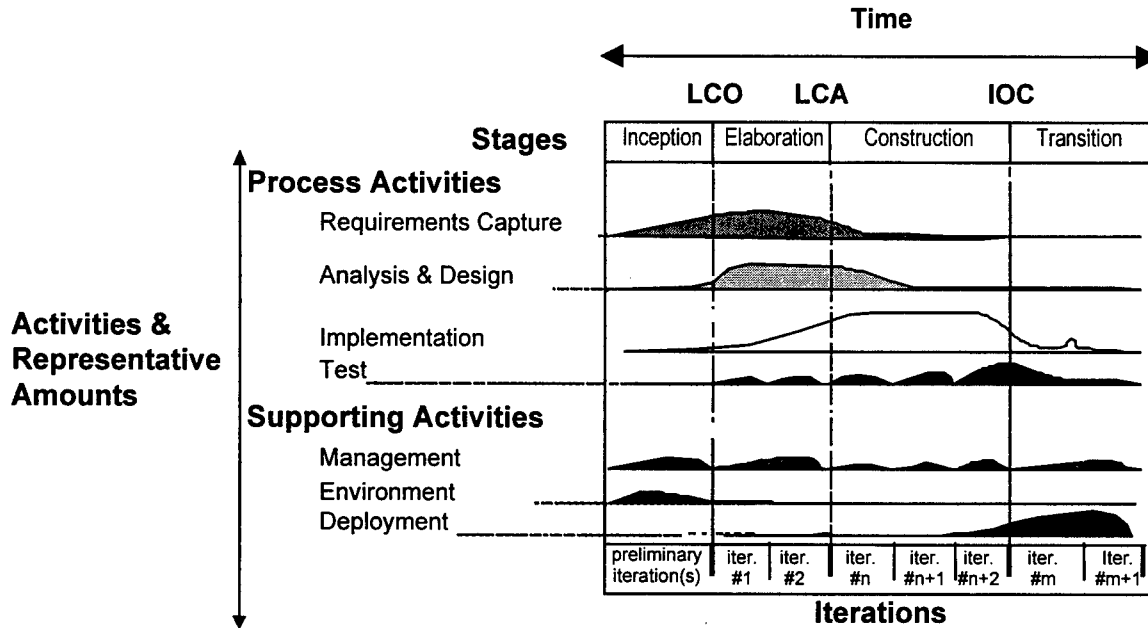 Time
LCO LCA IOC
Stages Inception Elaboration Construction Transition
Process Activities
Requirements Capture
Analysis & Design
Implementation
Test
Activities &
Representative
Amounts
Supporting Activities
Management
Environment
Deployment
preliminary iter. iter. iter. iter. iter. iter. Iter.
iteration(s) #1 #2 #n #n+1 #n+2 #m #m+1
Iterations